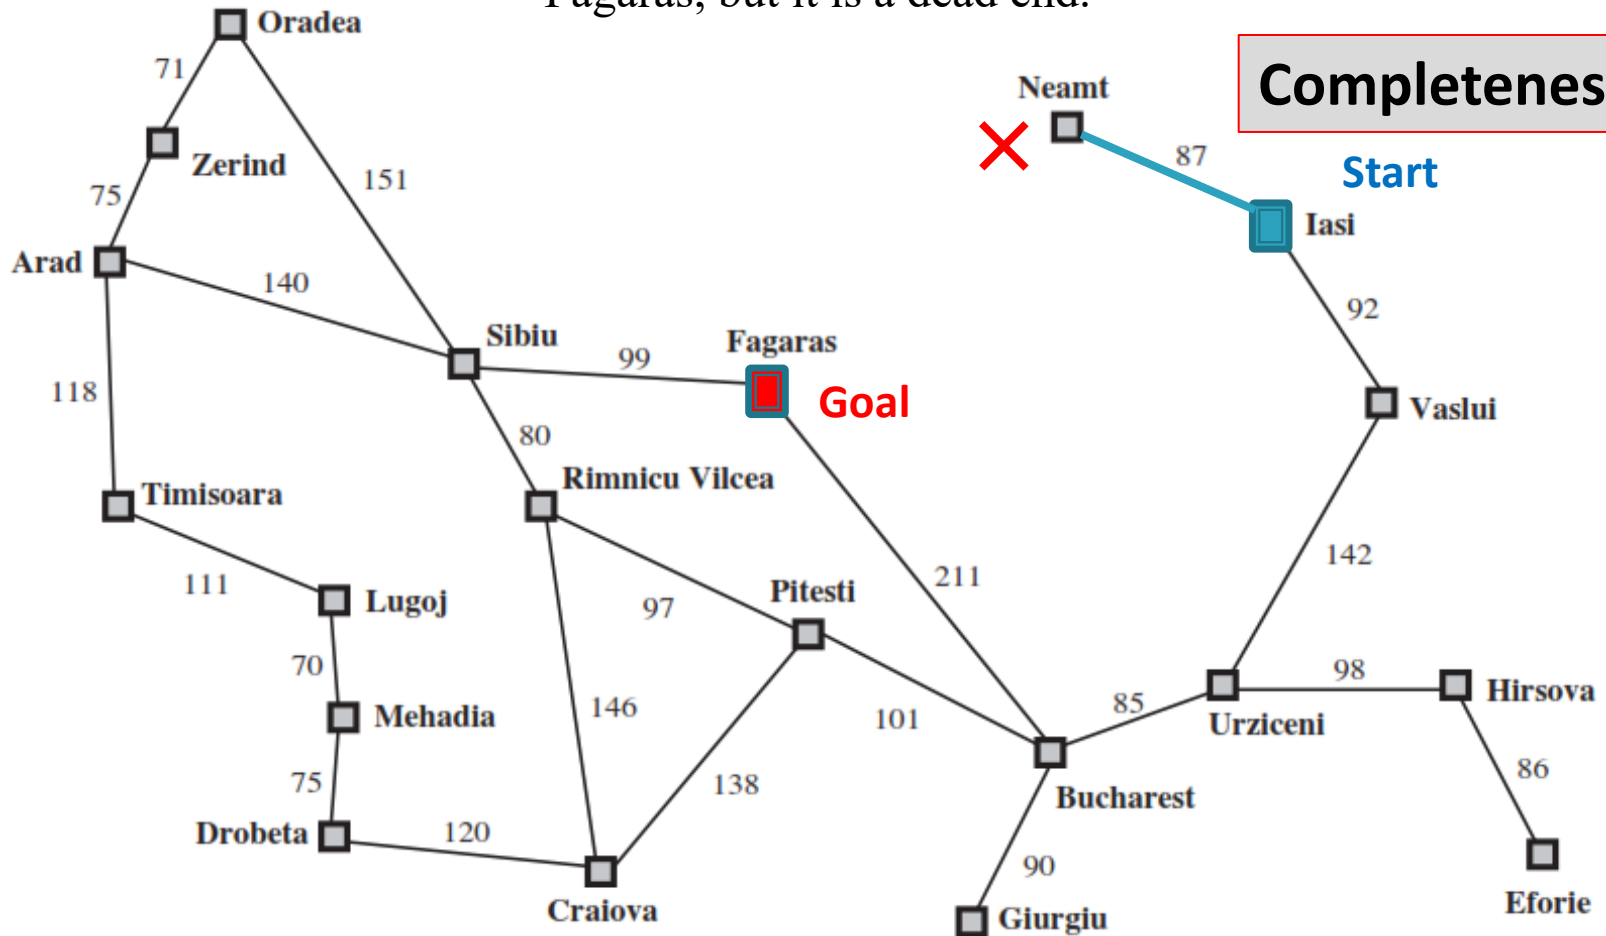 Fagaras, but it is a dead end.
Oradea
71
Neamt
Completenes
Zerind
87
Start
151
75
Iasi
Arad
140
92
Sibiu
Fagaras
99
118
Goal
Vaslui
80
Rimnicu Vilcea
Timisoara
142
211
111
Pitesti
Lugoj
97
70
98
Hirsova
146
85
Mehadia
101
Urziceni
138
86
75
Bucharest
Drobeta
120
90
Eforie
Craiova
Giurgiu